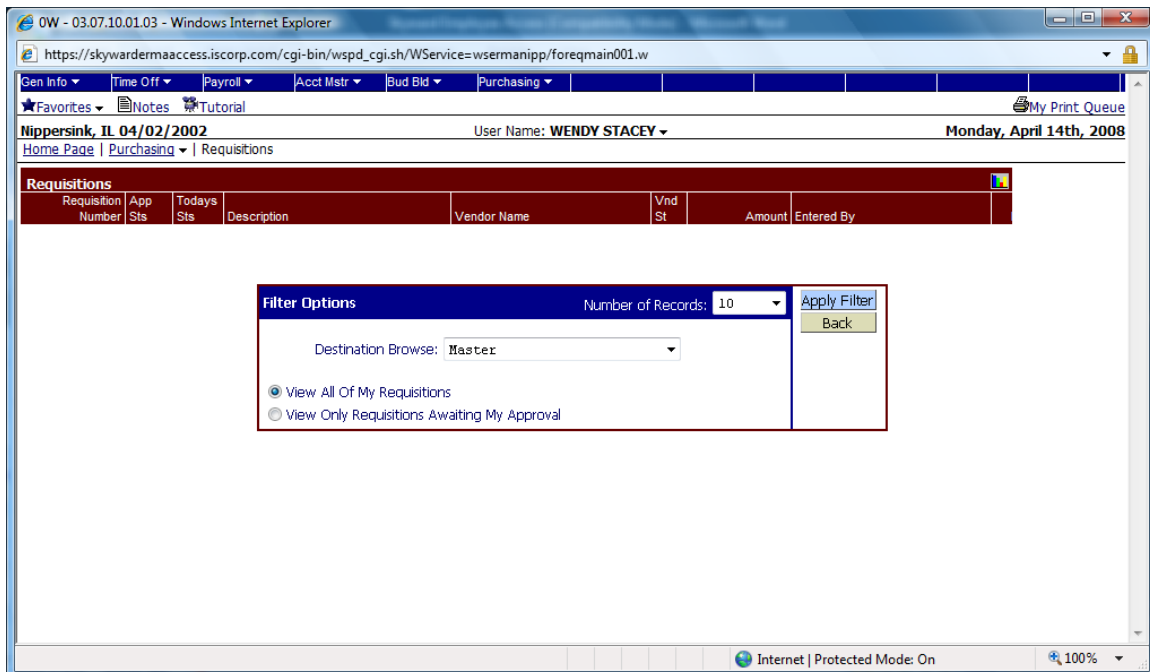 0W - 03.07.10.01.03 - Windows Internet Explorer
https://skywardermaaccess.iscorp.com/cgi-bin/wspd_cgi.sh/WService=wsermanipp/foreqmain001.w
Gen Info Time Off Payroll Acct Mstr Bud Bld Purchasing
Favorites Notes Tutorial My Print Queue
Nippersink, IL 04/02/2002 User Name: WENDY STACEY Monday, April 14th, 2008
Home Page | Purchasing | Requisitions
Requisitions
Requisition App Todays Vnd
Number Sts Sts Description Vendor Name St Amount Entered By
Filter Options Number of Records: 10 Apply Filter
Back
Destination Browse: Master
View All Of My Requisitions
View Only Requisitions Awaiting My Approval
Internet | Protected Mode: On 100%